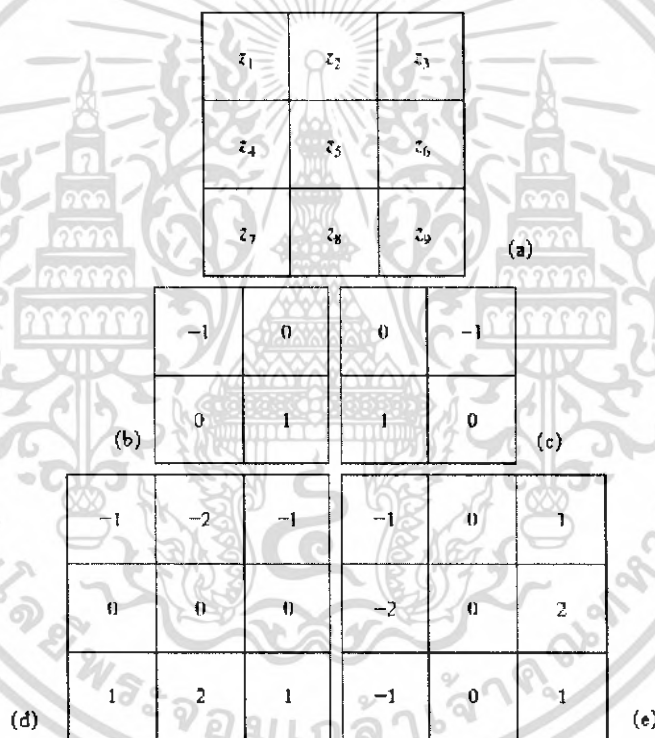 z₁ z₂ z₃
z₄ z₅ z₆
z₇ z₈ z₉
(a)
−1 0
0 1
(b)
0 −1
1 0
(c)
−1 −2 −1
0 0 0
1 2 1
(d)
−1 0 1
−2 0 2
−1 0 1
(e)